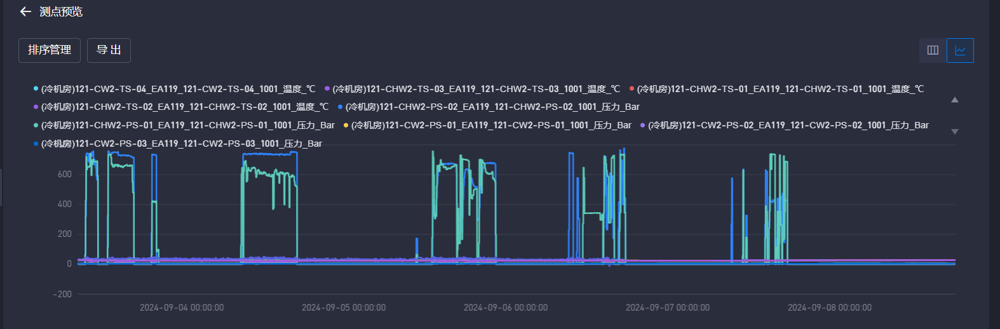 测点预览
排序管理 导 出
(冷机房)121-CW2-TS-04_EA119_121-CW2-TS-04_1001_温度_℃ (冷机房)121-CHW2-TS-03_EA119_121-CHW2-TS-03_1001_温度_℃ (冷机房)121-CHW2-TS-01_EA119_121-CHW2-TS-01_1001_温度_℃
(冷机房)121-CHW2-TS-02_EA119_121-CHW2-TS-02_1001_温度_℃ (冷机房)121-CHW2-PS-02_EA119_121-CHW2-PS-02_1001_压力_Bar
(冷机房)121-CHW2-PS-01_EA119_121-CHW2-PS-01_1001_压力_Bar (冷机房)121-CW2-PS-01_EA119_121-CW2-PS-01_1001_压力_Bar (冷机房)121-CW2-PS-02_EA119_121-CW2-PS-02_1001_压力_Bar
(冷机房)121-CW2-PS-03_EA119_121-CW2-PS-03_1001_压力_Bar
600
400
200
0
-200
2024-09-04 00:00:00 2024-09-05 00:00:00 2024-09-06 00:00:00 2024-09-07 00:00:00 2024-09-08 00:00:00